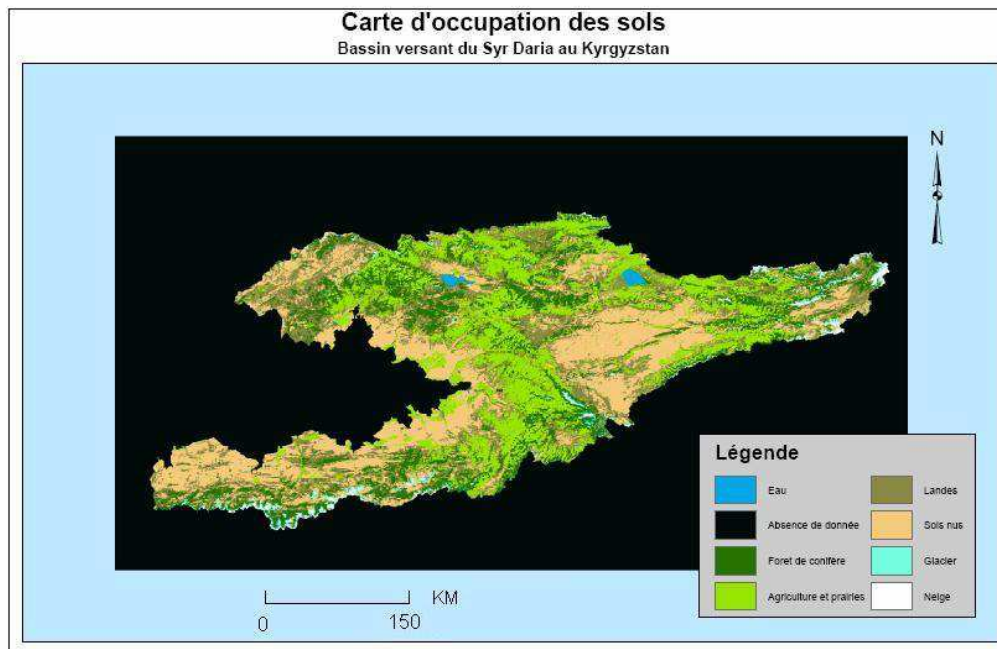 Carte d'occupation des sols
Bassin versant du Syr Daria au Kyrgyzstan
N
Légende
Eau
Landes
Absence de donnée
Sols nus
Foret de conifère
Glacier
Agriculture et prairies
Neige
KM
0
150